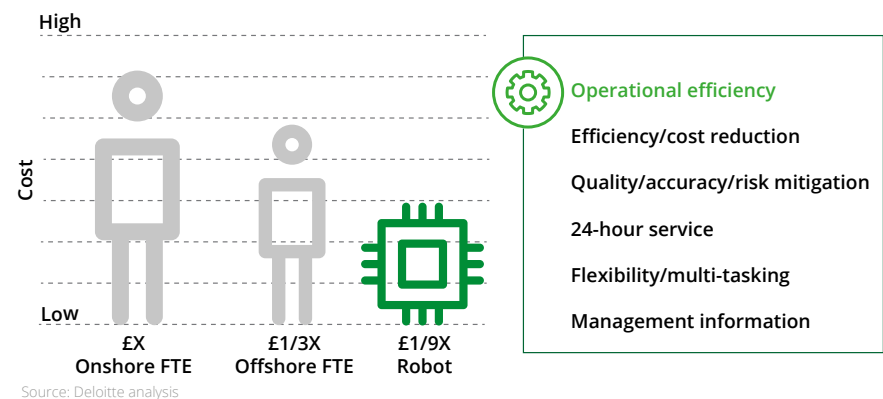 High
Cost
Low
£X
Onshore FTE
£1/3X
Offshore FTE
£1/9X
Robot
Source: Deloitte analysis
Operational efficiency
Efficiency/cost reduction
Quality/accuracy/risk mitigation
24-hour service
Flexibility/multi-tasking
Management information